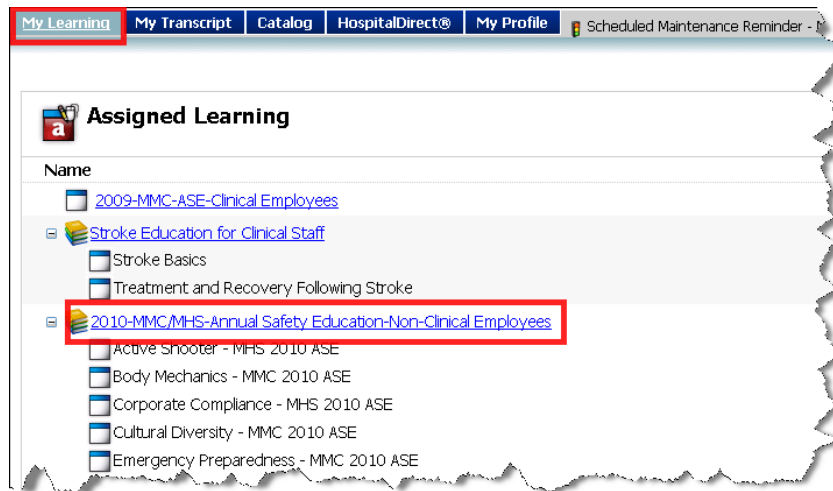 My Learning My Transcript Catalog HospitalDirect® My Profile Scheduled Maintenance Reminder -
a Assigned Learning
Name
2009-MMC-ASE-Clinical Employees
Stroke Education for Clinical Staff
Stroke Basics
Treatment and Recovery Following Stroke
2010-MMC/MHS-Annual Safety Education-Non-Clinical Employees
Active Shooter - MHS 2010 ASE
Body Mechanics - MMC 2010 ASE
Corporate Compliance - MHS 2010 ASE
Cultural Diversity - MMC 2010 ASE
Emergency Preparedness - MMC 2010 ASE